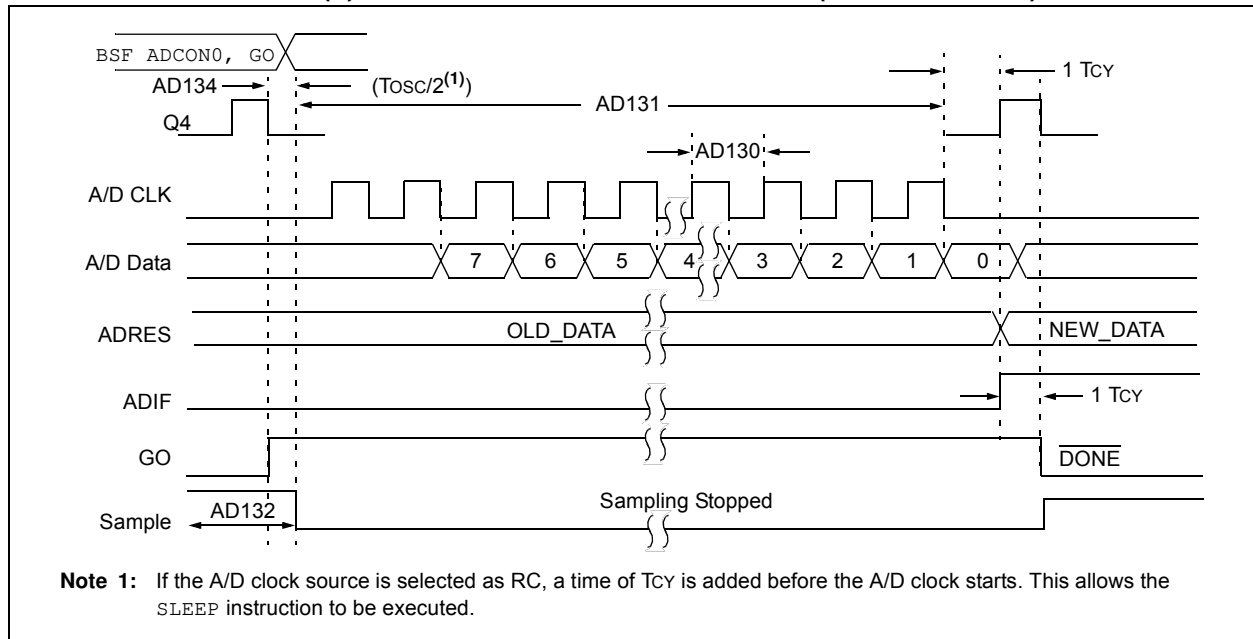 BSF ADCON0, GO
AD134
(TOSC/2(1))
1 TCY
AD131
Q4
AD130
A/D CLK
A/D Data
7 6 5 4 3 2 1 0
ADRES
OLD_DATA
NEW_DATA
ADIF
1 TCY
GO
DONE
Sampling Stopped
AD132
Sample
Note 1: If the A/D clock source is selected as RC, a time of TCY is added before the A/D clock starts. This allows the
SLEEP instruction to be executed.